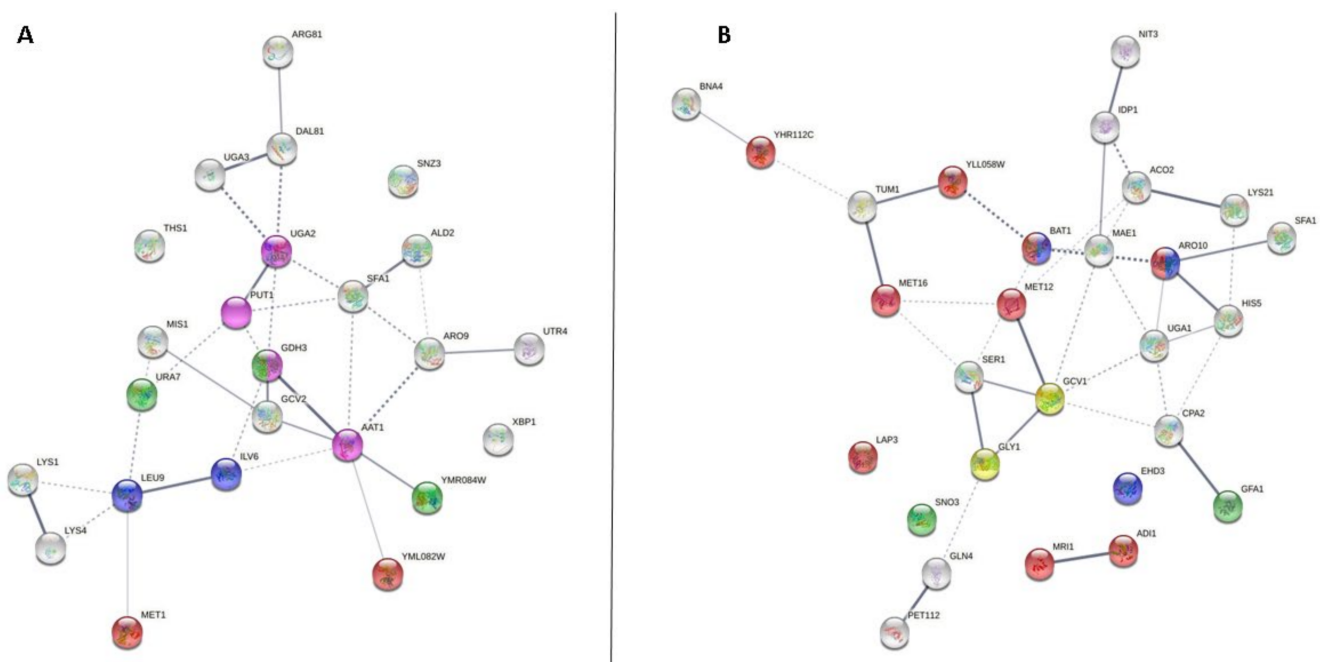 A
ARG81
DAL81
UGA3
SNZ3
THS1
UGA2
ALD2
SFA1
PUT1
MIS1
ARO9
UTR4
GDH3
URA7
GCV2
XBP1
AAT1
ILV6
LYS1
LEU9
YMR084W
LYS4
YML082W
MET1
B
NIT3
BNA4
IDP1
YHR112C
YLL058W
ACO2
TUM1
LYS21
BAT1
MAE1
SFA1
ARO10
MET16
MET12
HIS5
UGA1
SER1
GCV1
CPA2
LAP3
GLY1
EHD3
GFA1
SNO3
ADI1
MRI1
GLN4
PET112